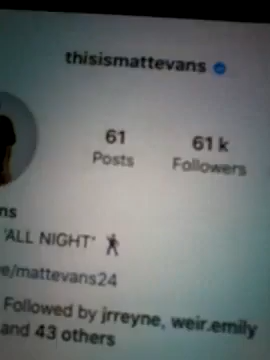 thisismattevans
61 61 k
Posts Followers
ns
'ALL NIGHT' 🚶
e/mattevans24
Followed by jrreyne, weir.emily
and 43 others